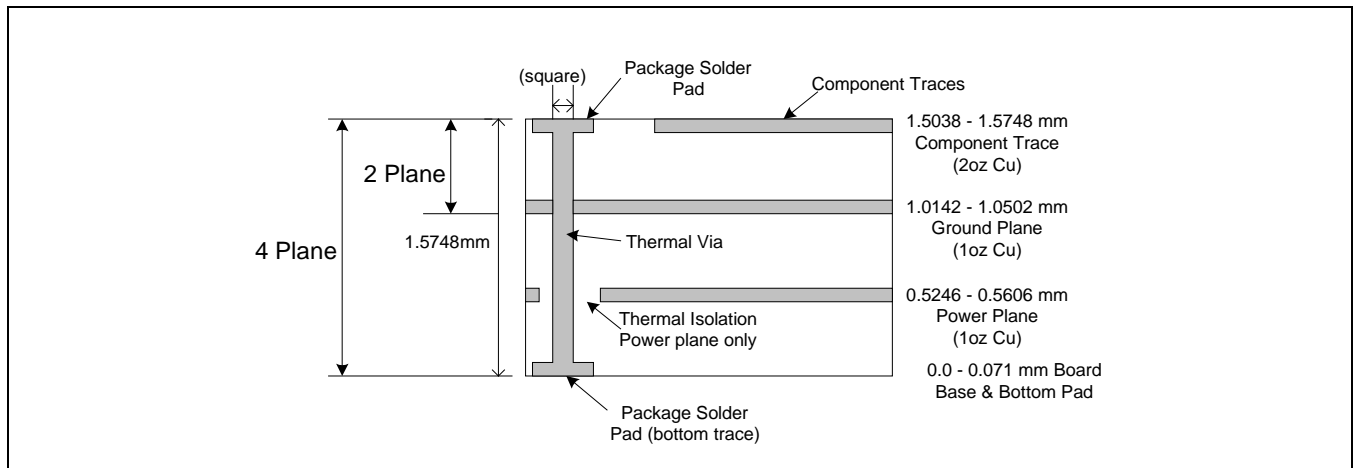 (square)
Package Solder
Pad
Component Traces
1.5038 - 1.5748 mm
Component Trace
(2oz Cu)
2 Plane
1.0142 - 1.0502 mm
Ground Plane
(1oz Cu)
4 Plane
1.5748mm
Thermal Via
0.5246 - 0.5606 mm
Power Plane
(1oz Cu)
Thermal Isolation
Power plane only
0.0 - 0.071 mm Board
Base & Bottom Pad
Package Solder
Pad (bottom trace)